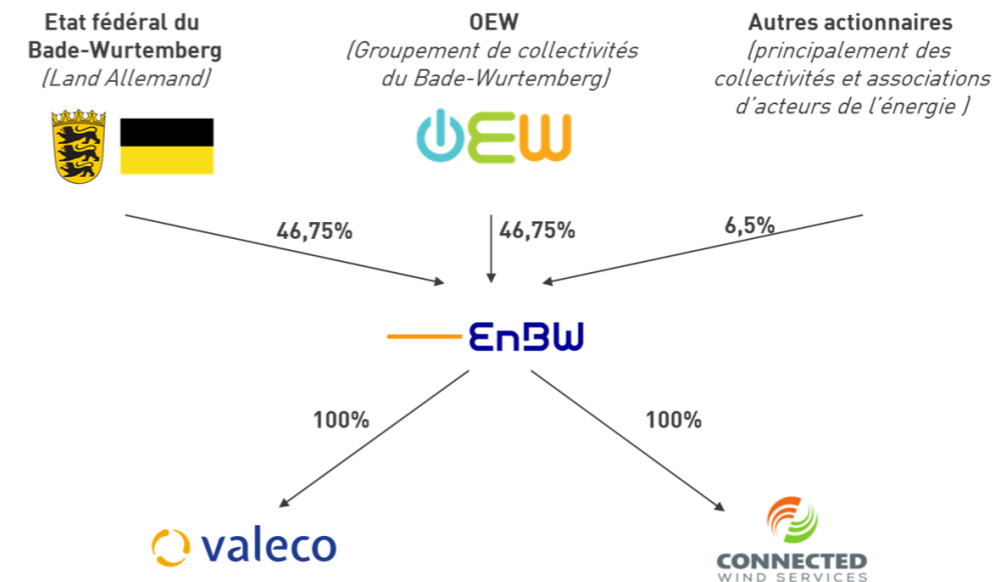 Etat fédéral du
Bade-Wurtemberg
(Land Allemand)
OEW
(Groupement de collectivités
du Bade-Wurtemberg)
OEW
Autres actionnaires
(principalement des
collectivités et associations
d'acteurs de l'énergie )
46,75%
46,75%
6,5%
EnBW
100%
100%
valeco
CONNECTED
WIND SERVICES